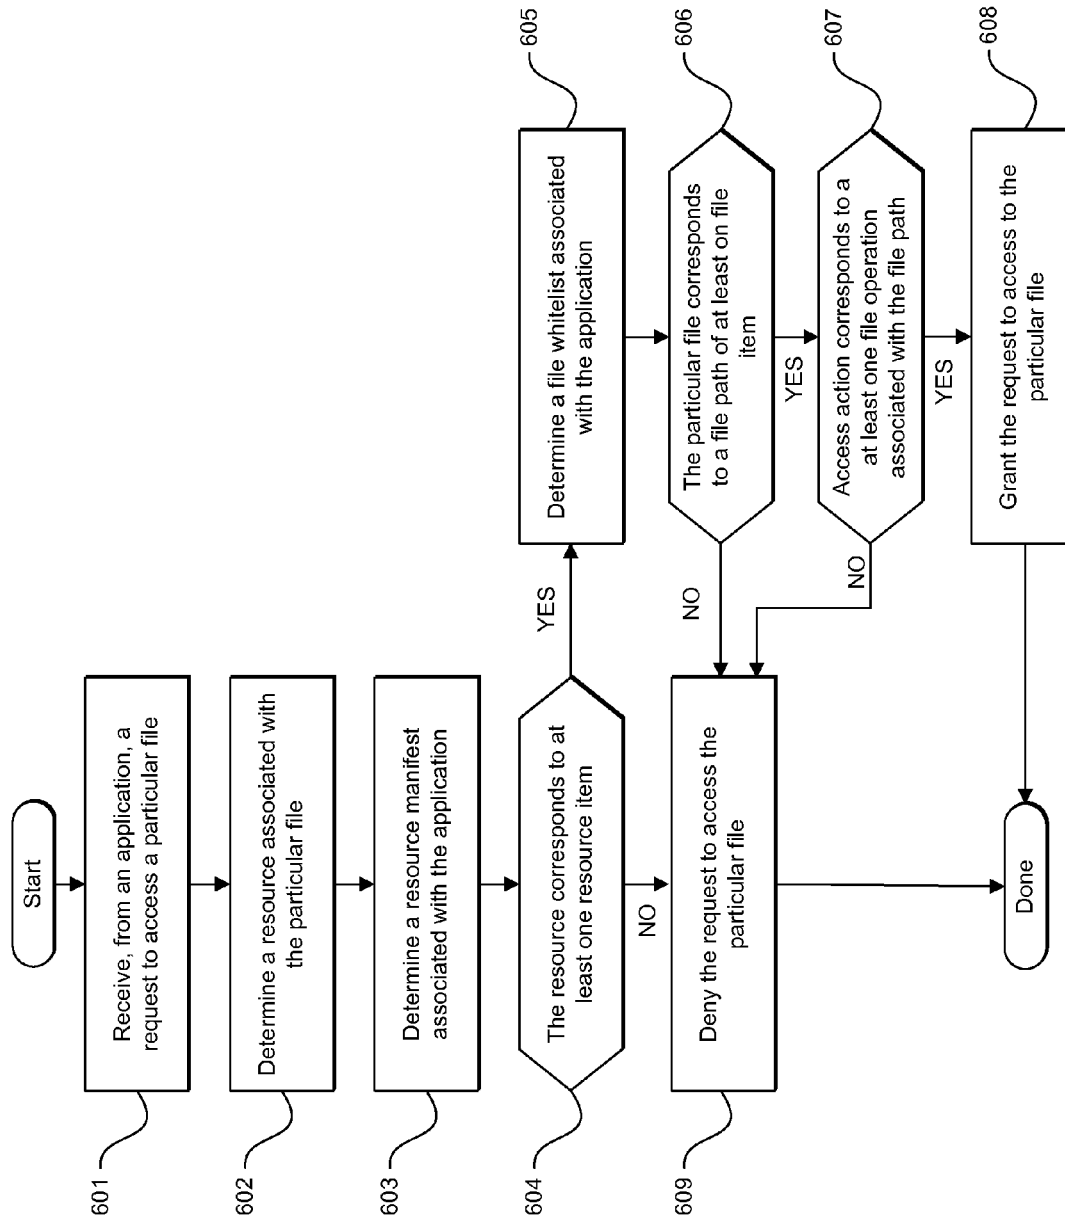 Start
601
Receive, from an application, a
request to access a particular file
602
Determine a resource associated with
the particular file
603
Determine a resource manifest
associated with the application
604
The resource corresponds to at
least one resource item
YES
NO
605
Determine a file whitelist associated
with the application
606
The particular file corresponds
to a file path of at least on file
item
NO
YES
607
Access action corresponds to a
at least one file operation
associated with the file path
NO
YES
608
Grant the request to access to the
particular file
609
Deny the request to access the
particular file
Done